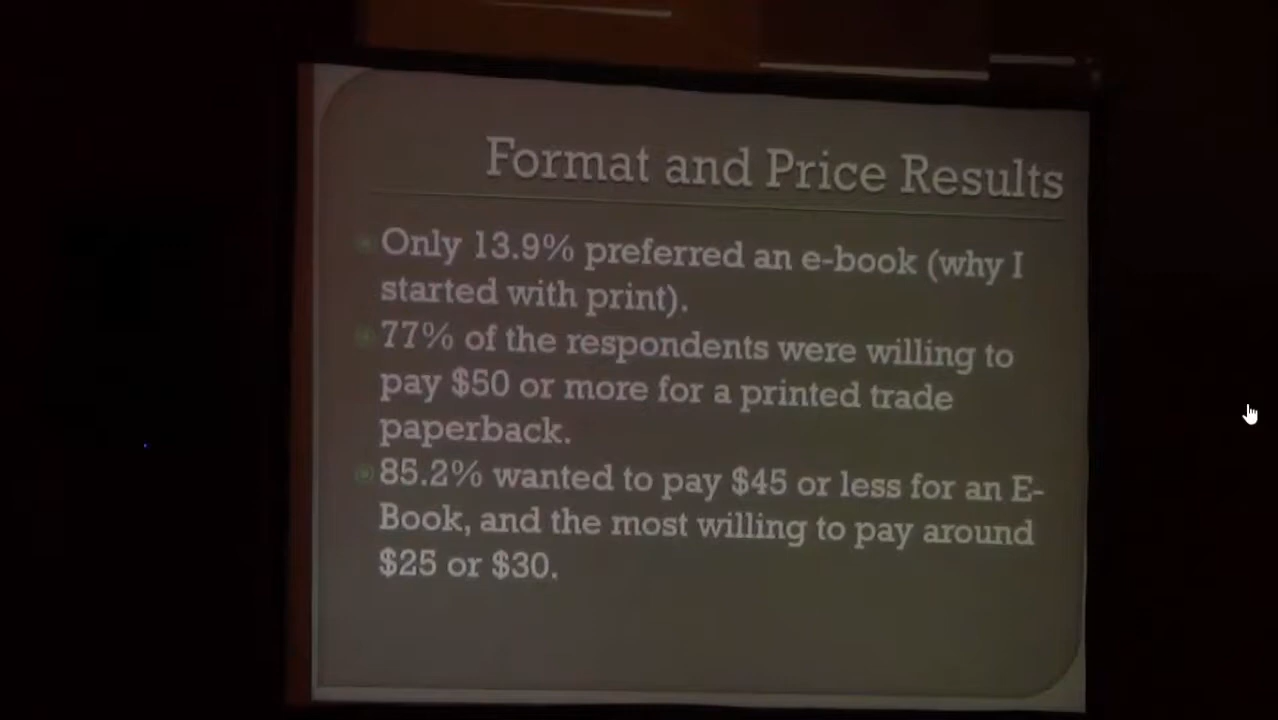 Format and Price Results
Only 13.9% preferred an e-book (why I
started with print).
77% of the respondents were willing to
pay $50 or more for a printed trade
paperback.
85.2% wanted to pay $45 or less for an E-
Book, and the most willing to pay around
$25 or $30.